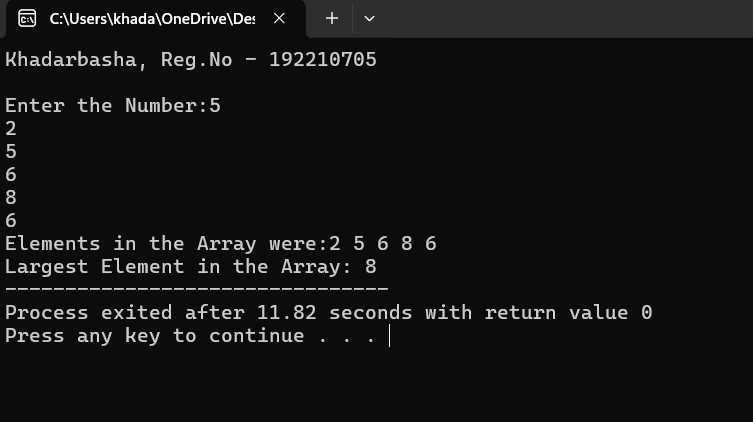 C:\Users\khada\OneDrive\Des
Khadarbasha, Reg.No - 192210705
Enter the Number:5
2
5
6
8
6
Elements in the Array were:2 5 6 8 6
Largest Element in the Array: 8
--------------------------------
Process exited after 11.82 seconds with return value 0
Press any key to continue . . .